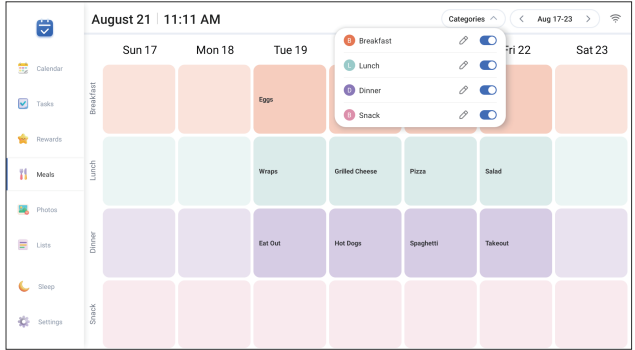 August 21 11:11 AM
Categories
Aug 17-23
Breakfast
Lunch
Dinner
Snack
Sun 17
Mon 18
Tue 19
Fri 22
Sat 23
Calendar
Tasks
Rewards
Meals
Photos
Lists
Sleep
Settings
Breakfast
Eggs
Lunch
Wraps
Grilled Cheese
Pizza
Salad
Dinner
Eat Out
Hot Dogs
Spaghetti
Takeout
Snack